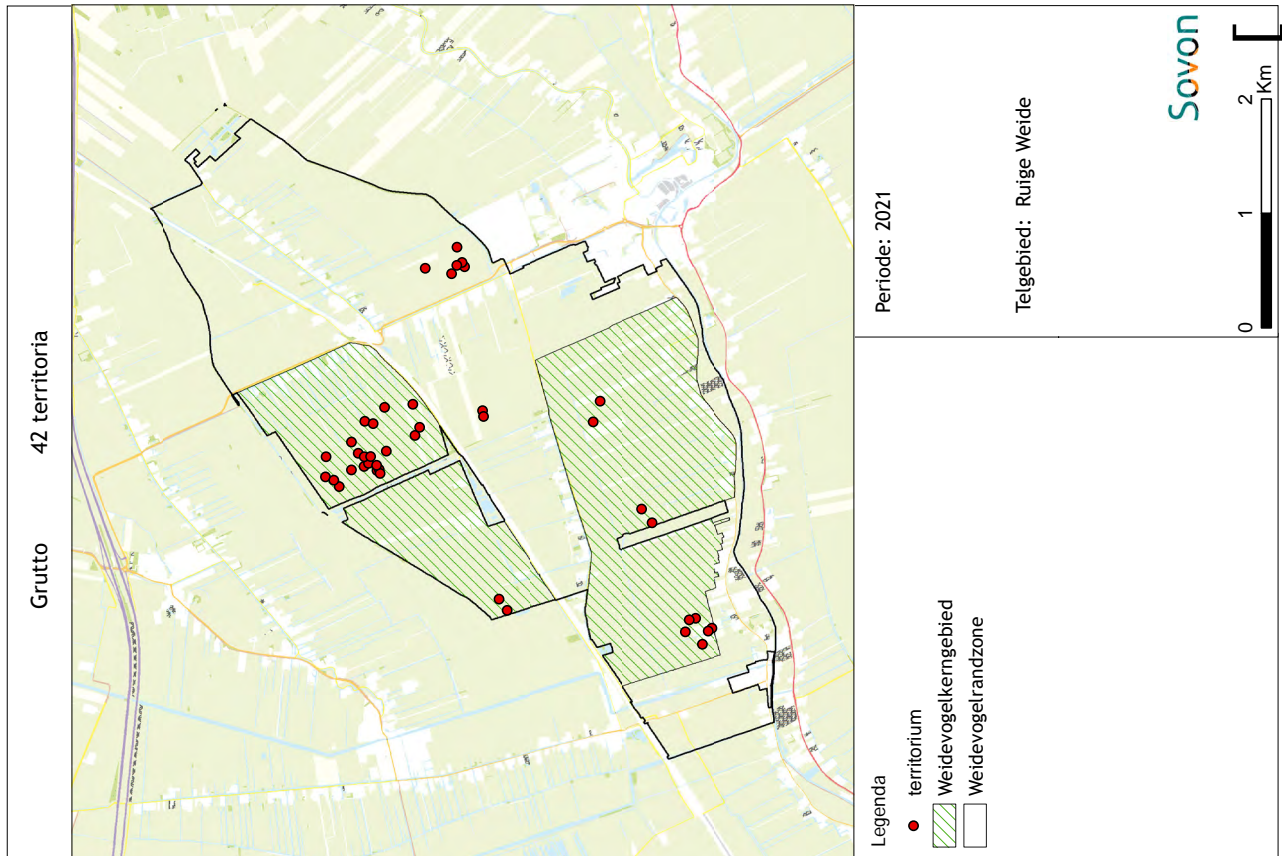 Grutto 42 territoria
Legenda
territorium
Weidevogelkerngebied
Weidevogelrandzone
Periode: 2021
Telgebied: Ruige Weide
Sovon
0 1 2
Km